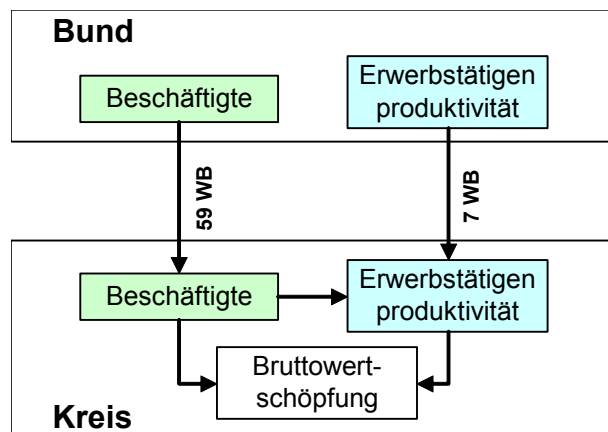 Bund
Beschäftigte
Erwerbstätigen
produktivität
59 WB
7 WB
Beschäftigte
Erwerbstätigen
produktivität
Bruttowert-
schöpfung
Kreis